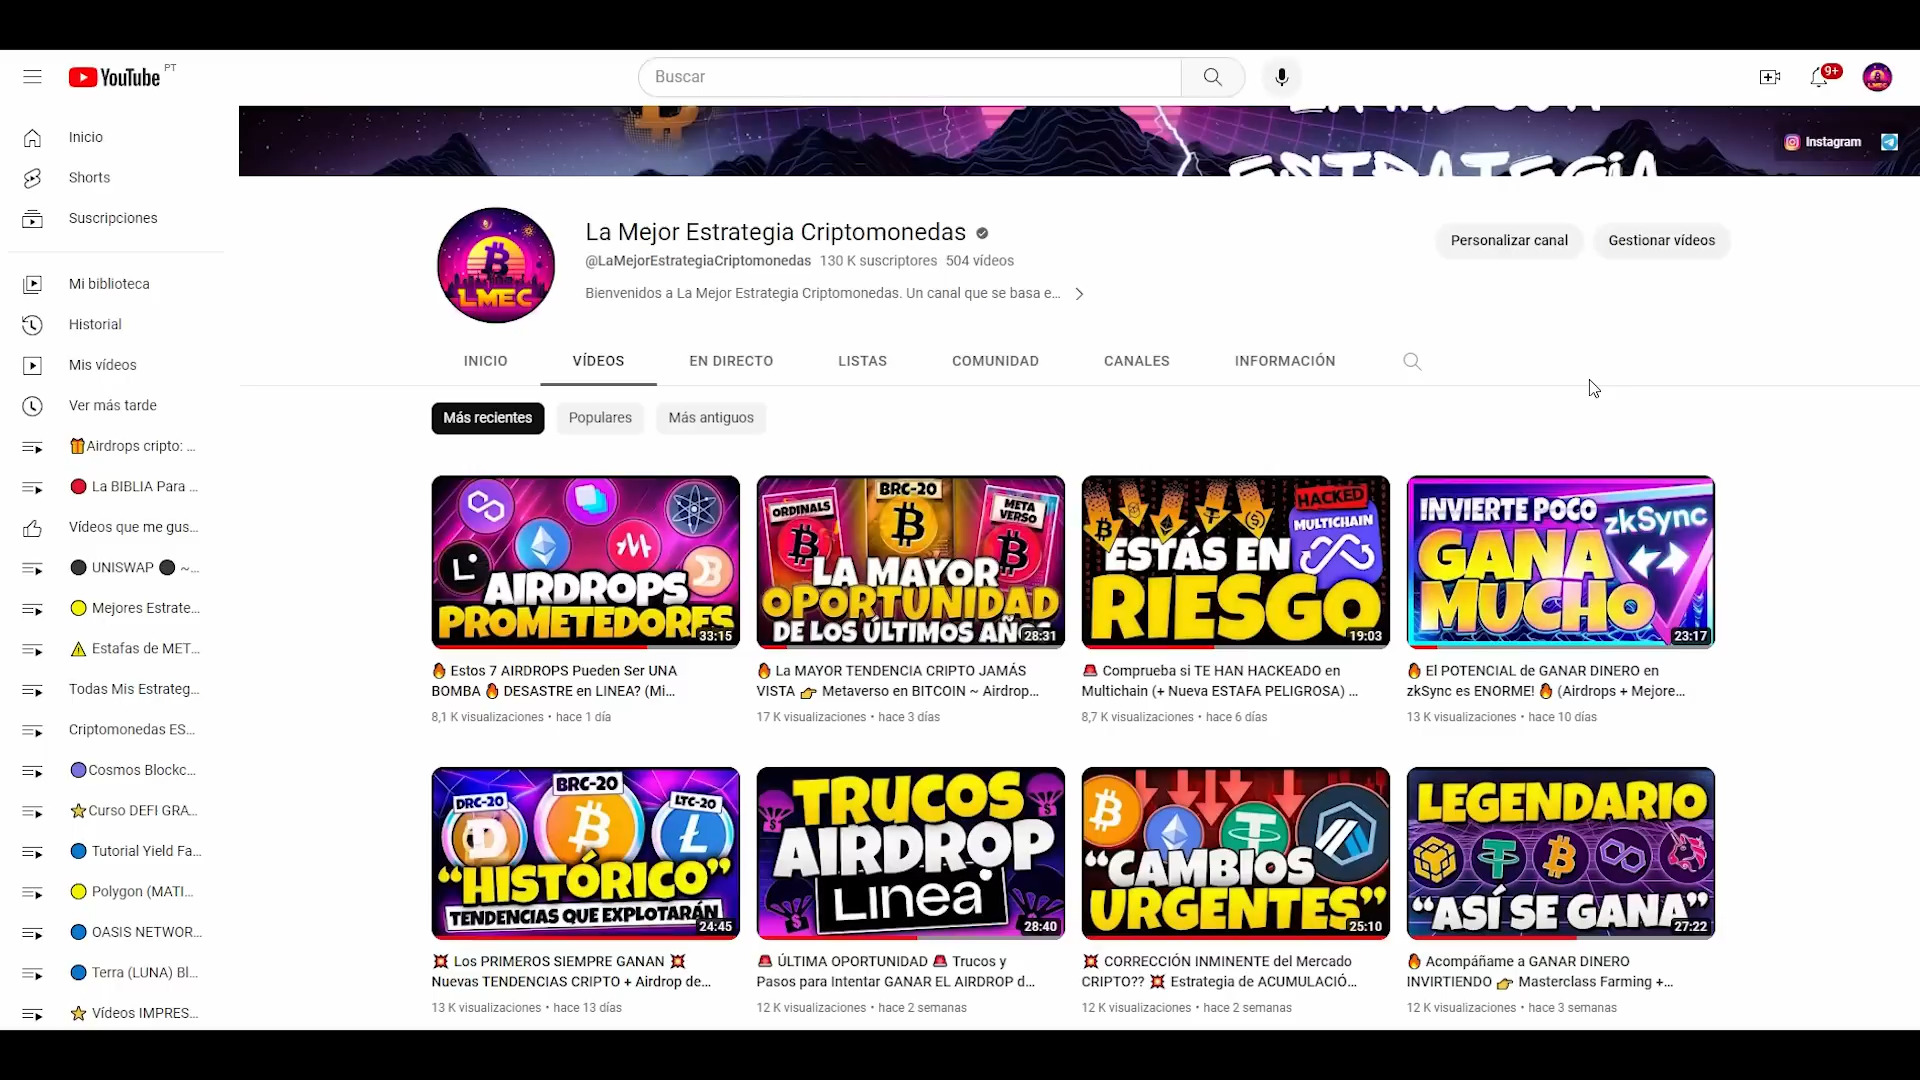 YouTube PT
Buscar
9+
Inicio
Shorts
Suscripciones
Mi biblioteca
Historial
Mis vídeos
Ver más tarde
Airdrops cripto: ...
La BIBLIA Para ...
Vídeos que me gus...
UNISWAP ~...
Mejores Estrate...
Estafas de MET...
Todas Mis Estrateg...
Criptomonedas ES...
Cosmos Blockc...
Curso DEFI GRA...
Tutorial Yield Fa...
Polygon (MATI...
OASIS NETWOR...
Terra (LUNA) Bl...
Vídeos IMPRES...
ESTRATEGIA
Instagram
LMEC
La Mejor Estrategia Criptomonedas
@LaMejorEstrategiaCriptomonedas 130 K suscriptores 504 vídeos
Bienvenidos a La Mejor Estrategia Criptomonedas. Un canal que se basa e...
Personalizar canal
Gestionar vídeos
INICIO VÍDEOS EN DIRECTO LISTAS COMUNIDAD CANALES INFORMACIÓN
Más recientes Populares Más antiguos
AIRDROPS
PROMETEDORES
33:15
Estos 7 AIRDROPS Pueden Ser UNA
BOMBA DESASTRE en LINEA? (Mi...
8,1 K visualizaciones • hace 1 día
ORDINALS
BRC-20
META
VERSO
LA MAYOR
OPORTUNIDAD
DE LOS ÚLTIMOS AÑOS
28:31
La MAYOR TENDENCIA CRIPTO JAMÁS
VISTA Metaverso en BITCOIN ~ Airdrop...
17 K visualizaciones • hace 3 días
HACKED
MULTICHAIN
ESTÁS EN
RIESGO
19:03
Comprueba si TE HAN HACKEADO en
Multichain (+ Nueva ESTAFA PELIGROSA) ...
8,7 K visualizaciones • hace 6 días
INVIERTE POCO
zkSync
GANA
MUCHO
23:17
El POTENCIAL de GANAR DINERO en
zkSync es ENORME! (Airdrops + Mejore...
13 K visualizaciones • hace 10 días
DRC-20
BRC-20
LTC-20
“HISTÓRICO”
TENDENCIAS QUE EXPLOTARÁN
24:45
Los PRIMEROS SIEMPRE GANAN
Nuevas TENDENCIAS CRIPTO + Airdrop de...
13 K visualizaciones • hace 13 días
TRUCOS
AIRDROP
Linea
28:40
ÚLTIMA OPORTUNIDAD Trucos y
Pasos para Intentar GANAR EL AIRDROP d...
12 K visualizaciones • hace 2 semanas
“CAMBIOS
URGENTES”
25:10
CORRECCIÓN INMINENTE del Mercado
CRIPTO?? Estrategia de ACUMULACIÓ...
12 K visualizaciones • hace 2 semanas
LEGENDARIO
“ASÍ SE GANA”
27:22
Acompáñame a GANAR DINERO
INVIRTIENDO Masterclass Farming +...
12 K visualizaciones • hace 3 semanas